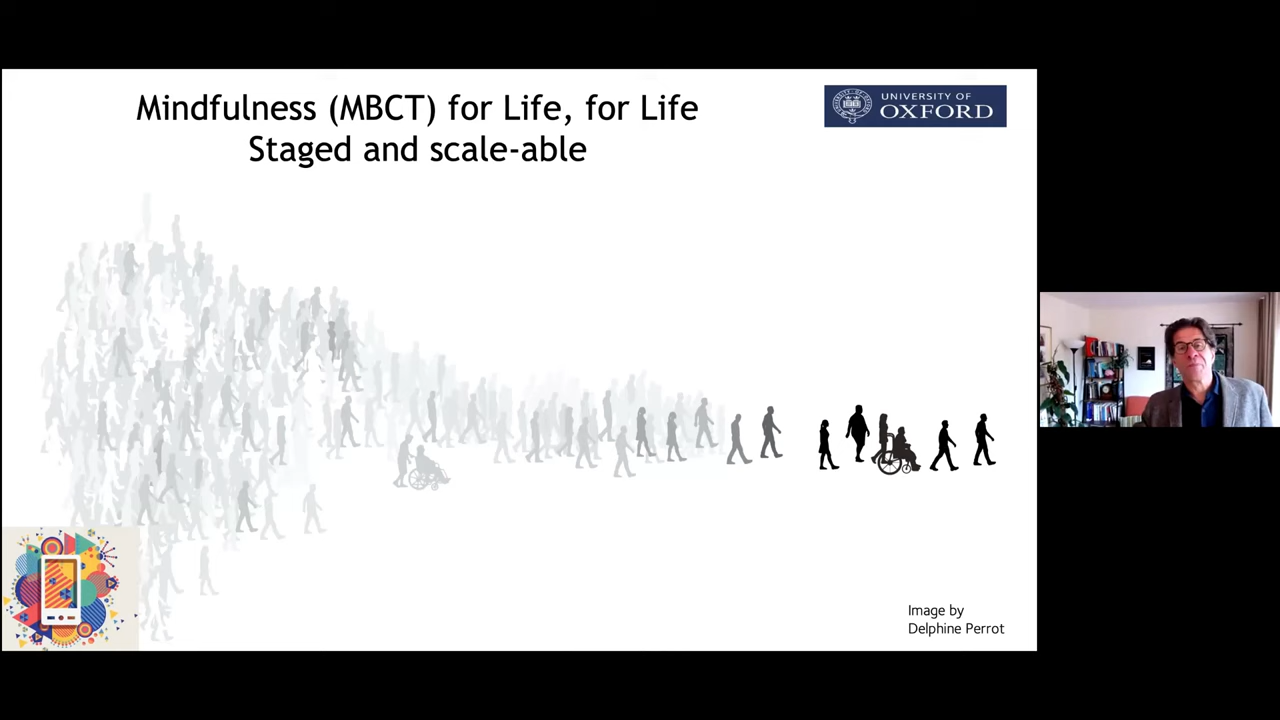 Mindfulness (MBCT) for Life, for Life
Staged and scale-able
UNIVERSITY OF
OXFORD
Image by
Delphine Perrot